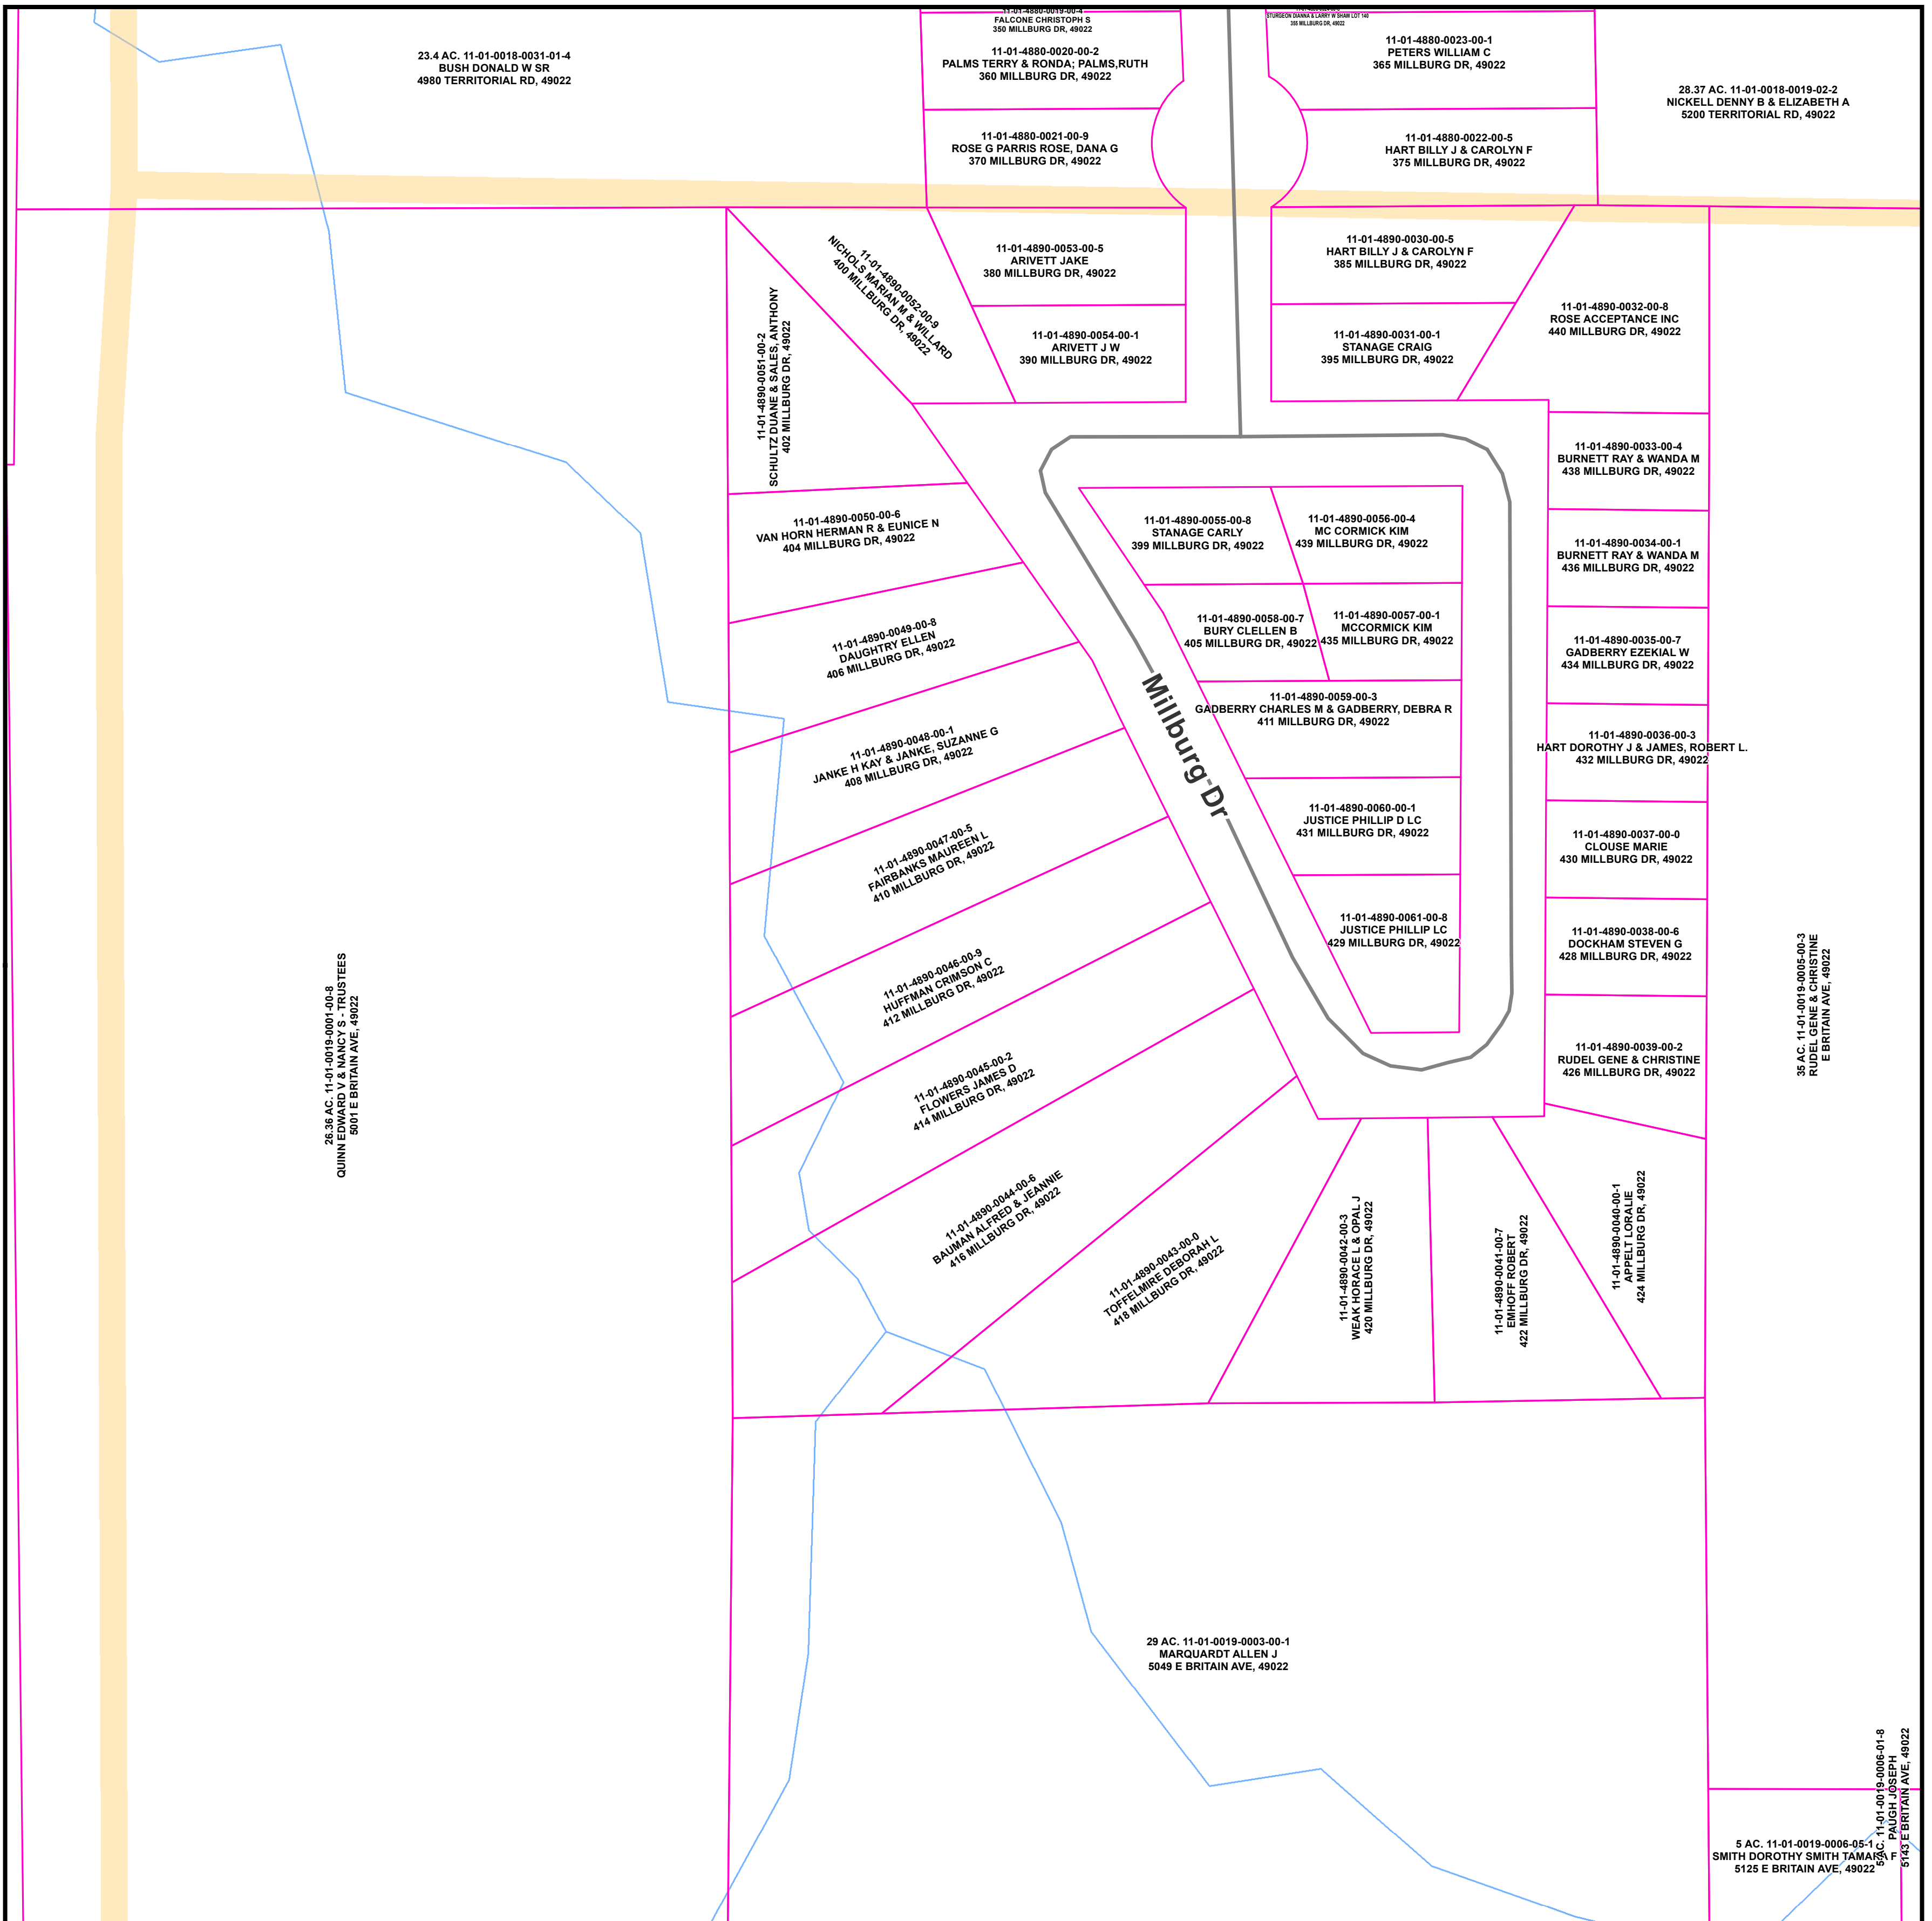 11-01-4880-0019-00-4
FALCONE CHRISTOPH S
350 MILLBURG DR, 49022
STURGEON DIANNA & LARRY W SHAW LOT 140
355 MILLBURG DR, 49022
23.4 AC. 11-01-0018-0031-01-4
BUSH DONALD W SR
4980 TERRITORIAL RD, 49022
11-01-4880-0020-00-2
PALMS TERRY & RONDA; PALMS,RUTH
360 MILLBURG DR, 49022
11-01-4880-0023-00-1
PETERS WILLIAM C
365 MILLBURG DR, 49022
28.37 AC. 11-01-0018-0019-02-2
NICKELL DENNY B & ELIZABETH A
5200 TERRITORIAL RD, 49022
11-01-4880-0021-00-9
ROSE G PARRIS ROSE, DANA G
370 MILLBURG DR, 49022
11-01-4880-0022-00-5
HART BILLY J & CAROLYN F
375 MILLBURG DR, 49022
11-01-4890-0052-00-9
NICHOLS MARIAN M & WILLARD
400 MILLBURG DR, 49022
11-01-4890-0053-00-5
ARIVETT JAKE
380 MILLBURG DR, 49022
11-01-4890-0030-00-5
HART BILLY J & CAROLYN F
385 MILLBURG DR, 49022
11-01-4890-0032-00-8
ROSE ACCEPTANCE INC
440 MILLBURG DR, 49022
11-01-4890-0051-00-2
SCHULTZ DUANE & SALES, ANTHONY
402 MILLBURG DR, 49022
11-01-4890-0054-00-1
ARIVETT J W
390 MILLBURG DR, 49022
11-01-4890-0031-00-1
STANAGE CRAIG
395 MILLBURG DR, 49022
11-01-4890-0033-00-4
BURNETT RAY & WANDA M
438 MILLBURG DR, 49022
11-01-4890-0050-00-6
VAN HORN HERMAN R & EUNICE N
404 MILLBURG DR, 49022
11-01-4890-0055-00-8
STANAGE CARLY
399 MILLBURG DR, 49022
11-01-4890-0056-00-4
MC CORMICK KIM
439 MILLBURG DR, 49022
11-01-4890-0034-00-1
BURNETT RAY & WANDA M
436 MILLBURG DR, 49022
11-01-4890-0049-00-8
DAUGHTRY ELLEN
406 MILLBURG DR, 49022
11-01-4890-0058-00-7
BURY CLELLEN B
405 MILLBURG DR, 49022
11-01-4890-0057-00-1
MCCORMICK KIM
435 MILLBURG DR, 49022
11-01-4890-0035-00-7
GADBERRY EZEKIAL W
434 MILLBURG DR, 49022
11-01-4890-0048-00-1
JANKE H KAY & JANKE, SUZANNE G
408 MILLBURG DR, 49022
Millburg Dr
11-01-4890-0059-00-3
GADBERRY CHARLES M & GADBERRY, DEBRA R
411 MILLBURG DR, 49022
11-01-4890-0036-00-3
HART DOROTHY J & JAMES, ROBERT L.
432 MILLBURG DR, 49022
11-01-4890-0047-00-5
FAIRBANKS MAUREEN L
410 MILLBURG DR, 49022
11-01-4890-0060-00-1
JUSTICE PHILLIP D LC
431 MILLBURG DR, 49022
11-01-4890-0037-00-0
CLOUSE MARIE
430 MILLBURG DR, 49022
11-01-4890-0046-00-9
HUFFMAN CRIMSON C
412 MILLBURG DR, 49022
11-01-4890-0061-00-8
JUSTICE PHILLIP LC
429 MILLBURG DR, 49022
11-01-4890-0038-00-6
DOCKHAM STEVEN G
428 MILLBURG DR, 49022
26.36 AC. 11-01-0019-0001-00-8
QUINN EDWARD V & NANCY S - TRUSTEES
5001 E BRITAIN AVE, 49022
35 AC. 11-01-0019-0005-00-3
RUDEL GENE & CHRISTINE
E BRITAIN AVE, 49022
11-01-4890-0045-00-2
FLOWERS JAMES D
414 MILLBURG DR, 49022
11-01-4890-0039-00-2
RUDEL GENE & CHRISTINE
426 MILLBURG DR, 49022
11-01-4890-0044-00-6
BAUMAN ALFRED & JEANNIE
416 MILLBURG DR, 49022
11-01-4890-0043-00-0
TOFFELMIRE DEBORAH L
418 MILLBURG DR, 49022
11-01-4890-0042-00-3
WEAK HORACE L & OPAL J
420 MILLBURG DR, 49022
11-01-4890-0041-00-7
EMHOFF ROBERT
422 MILLBURG DR, 49022
11-01-4890-0040-00-1
APPELT LORALIE
424 MILLBURG DR, 49022
29 AC. 11-01-0019-0003-00-1
MARQUARDT ALLEN J
5049 E BRITAIN AVE, 49022
5 AC. 11-01-0019-0006-05-1
SMITH DOROTHY SMITH TAMARA F
5125 E BRITAIN AVE, 49022
5 AC. 11-01-0019-0006-01-8
PAUGH JOSEPH
5143 E BRITAIN AVE, 49022